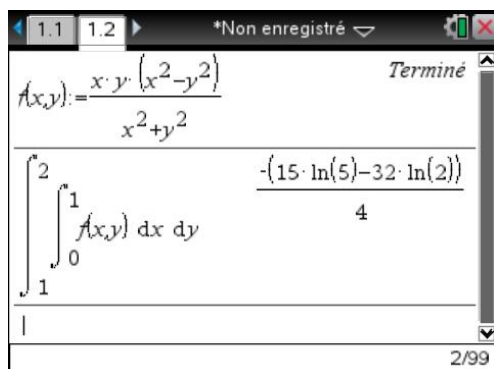 1.1 1.2 *Non enregistré
f(x,y):=x·y·(x²−y²)/(x²+y²) Terminé
∫₁² ∫₀¹ f(x,y) dx dy -(15·ln(5)−32·ln(2))/4
2/99